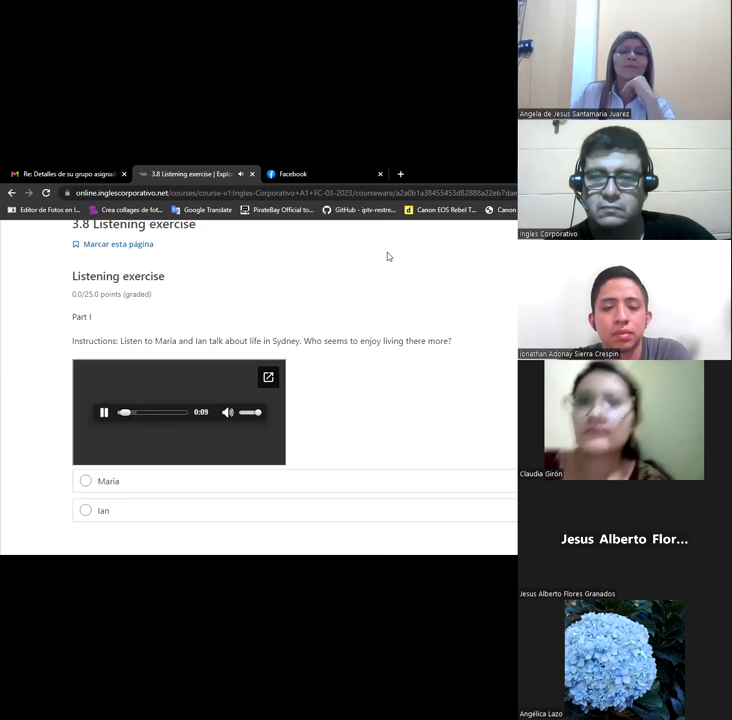 Re: Detalles de su grupo asignad
3.8 Listening exercise | Explo
Facebook
online.inglescorporativo.net/courses/course-v1:Ingles-Corporativo+A1+FC-03-2023/courseware/a2a0b1a38455453d82888a22eb7dae
Editor de Fotos en l...
Crea collages de fot...
Google Translate
PirateBay Official to...
GitHub - iptv-restre...
Canon EOS Rebel T...
Canon
3.8 Listening exercise
Marcar esta página
Listening exercise
0.0/25.0 points (graded)
Part I
Instructions: Listen to Maria and Ian talk about life in Sydney. Who seems to enjoy living there more?
0:09
Maria
Ian
Angela de Jesus Santamaria Juarez
Ingles Corporativo
Jonathan Adonay Sierra Crespin
Claudia Girón
Jesus Alberto Flor...
Jesus Alberto Flores Granados
Angélica Lazo